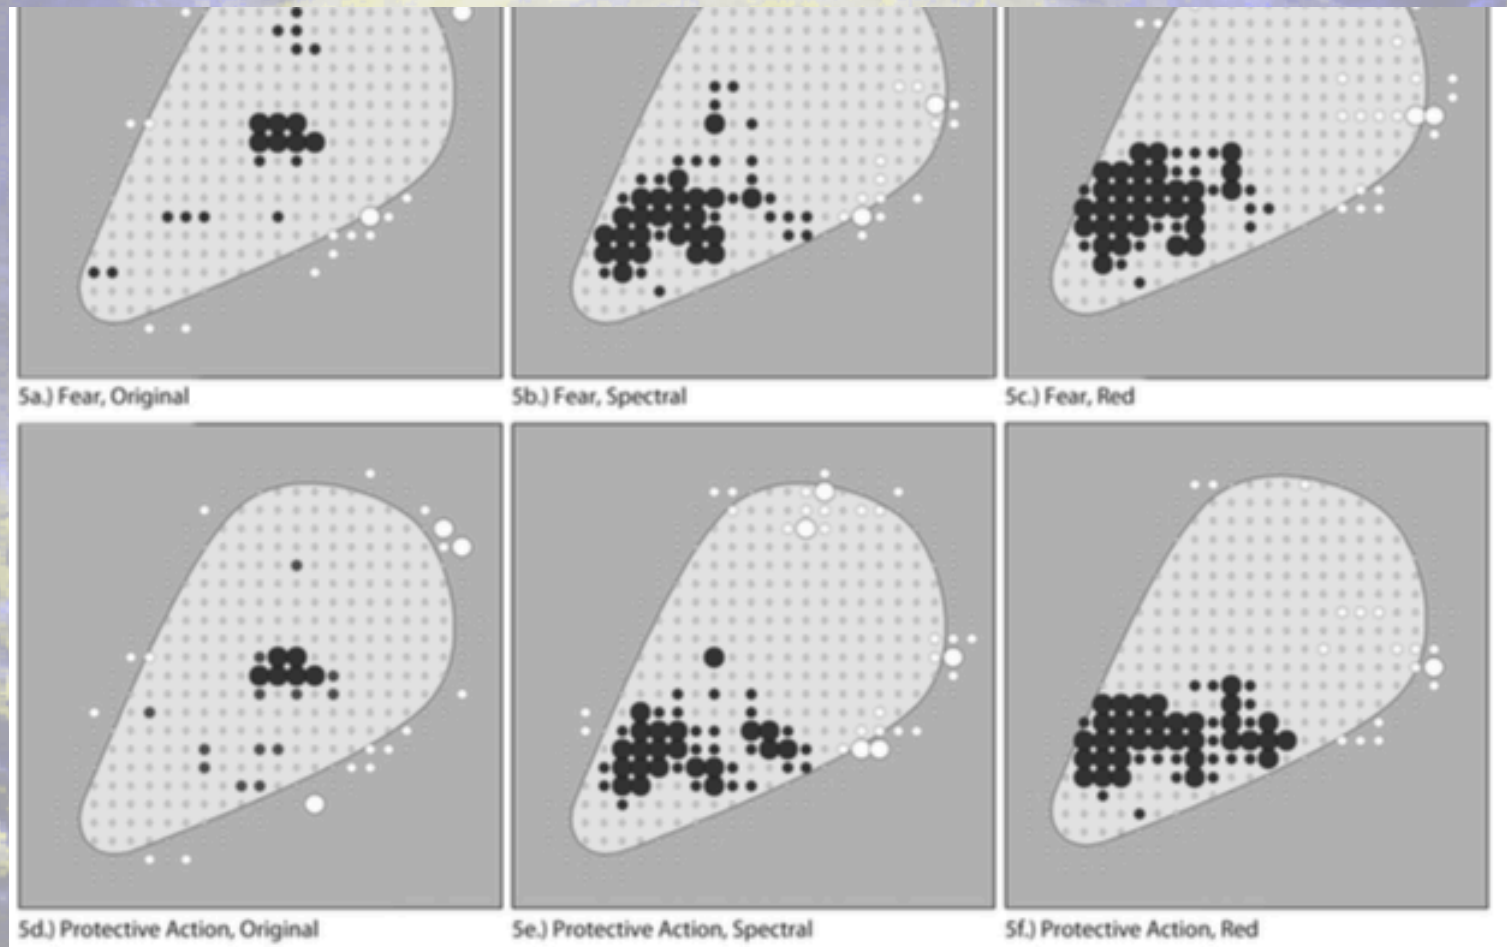 5a.) Fear, Original
5b.) Fear, Spectral
5c.) Fear, Red
5d.) Protective Action, Original
5e.) Protective Action, Spectral
5f.) Protective Action, Red